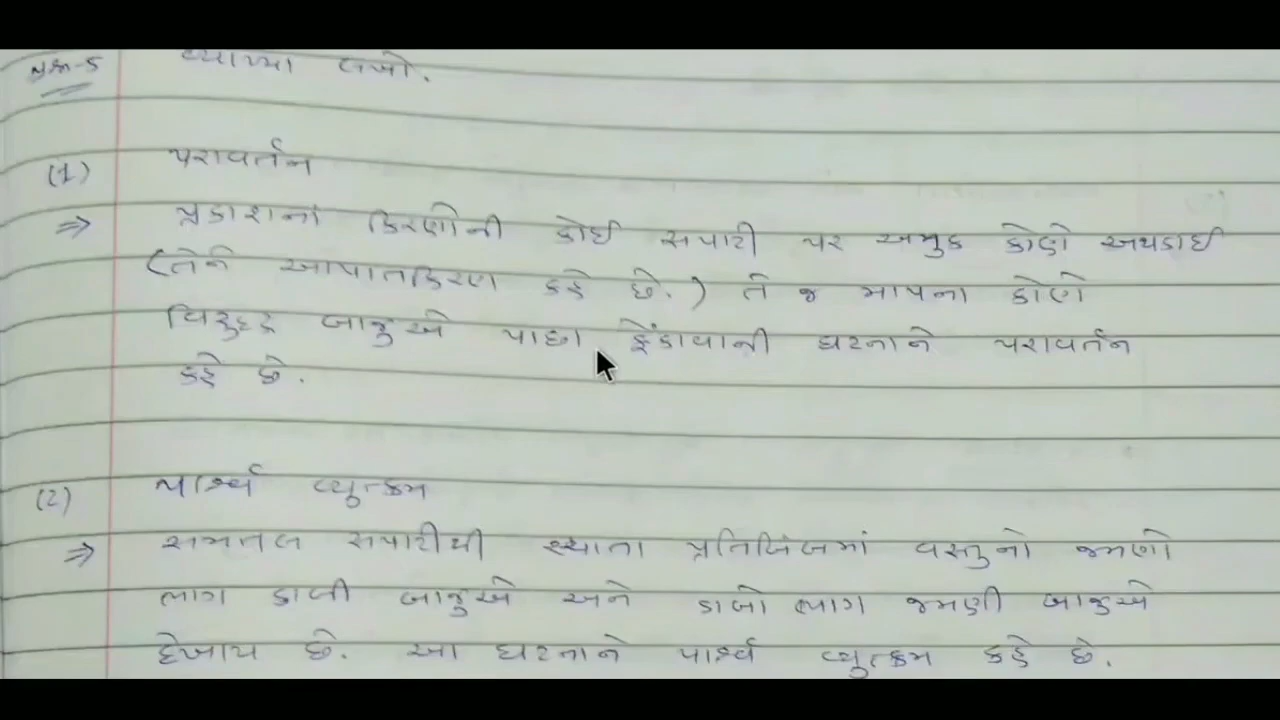 પ્રશ્ન-5 વ્યાખ્યા લખો.
(1) પરાવર્તન
⇒ પ્રકાશનાં કિરણોની કોઈ સપાટી પર અમુક કોણે અથડાઈ
(તેને આપાતકિરણ કહે છે.) તે જ માપના કોણે
વિરુદ્ધ બાજુએ પાછા ફેંકાવાની ઘટનાને પરાવર્તન
કહે છે.
(2) પાર્શ્વ વ્યુત્ક્રમ
⇒ સમતલ સપાટીથી રચાતા પ્રતિબિંબમાં વસ્તુનો જમણો
ભાગ ડાબી બાજુએ અને ડાબો ભાગ જમણી બાજુએ
દેખાય છે. આ ઘટનાને પાર્શ્વ વ્યુત્ક્રમ કહે છે.